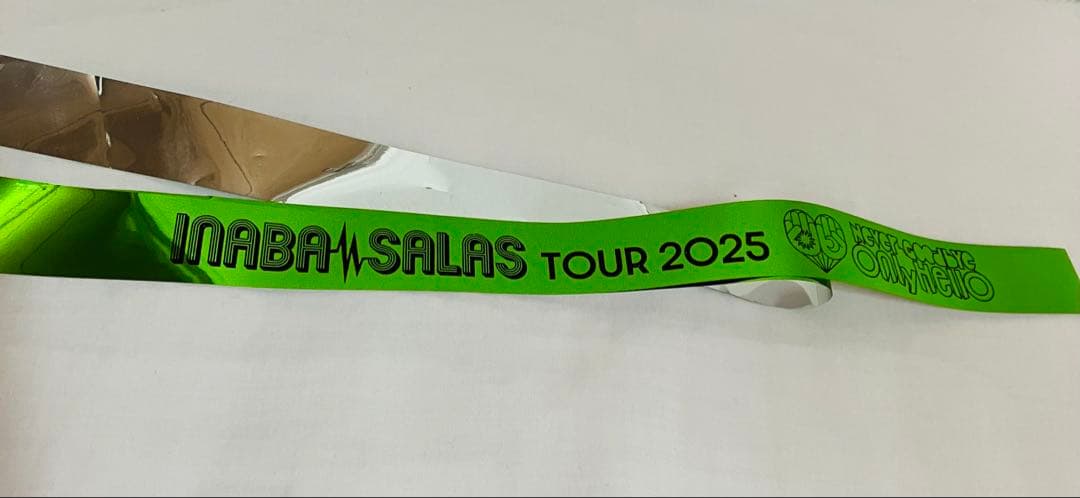 INABA SALAS TOUR 2025
NEVER GOODBYE
Only HellO